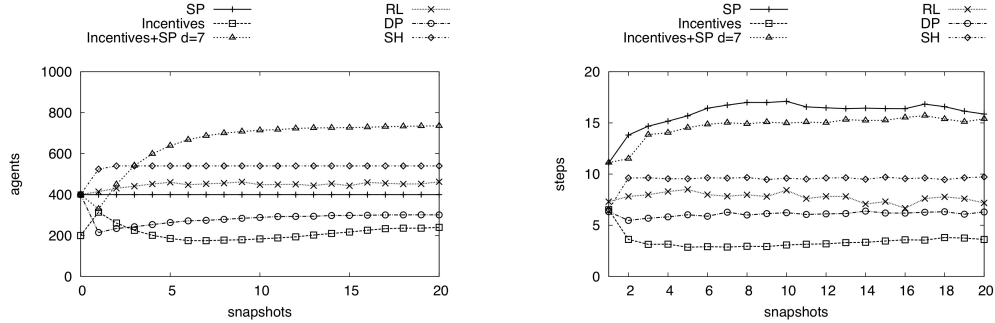 SP
Incentives
Incentives+SP d=7
RL
DP
SH
1000
800
600
400
200
0
agents
0 5 10 15 20
snapshots
SP
Incentives
Incentives+SP d=7
RL
DP
SH
20
15
10
5
0
steps
2 4 6 8 10 12 14 16 18 20
snapshots